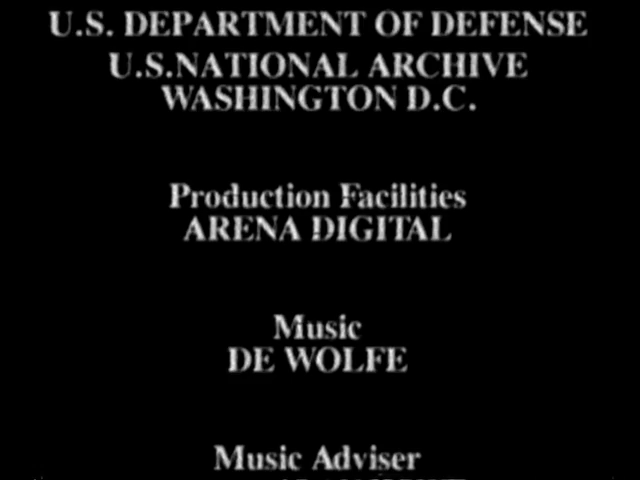 U.S. DEPARTMENT OF DEFENSE
U.S.NATIONAL ARCHIVE
WASHINGTON D.C.
Production Facilities
ARENA DIGITAL
Music
DE WOLFE
Music Adviser